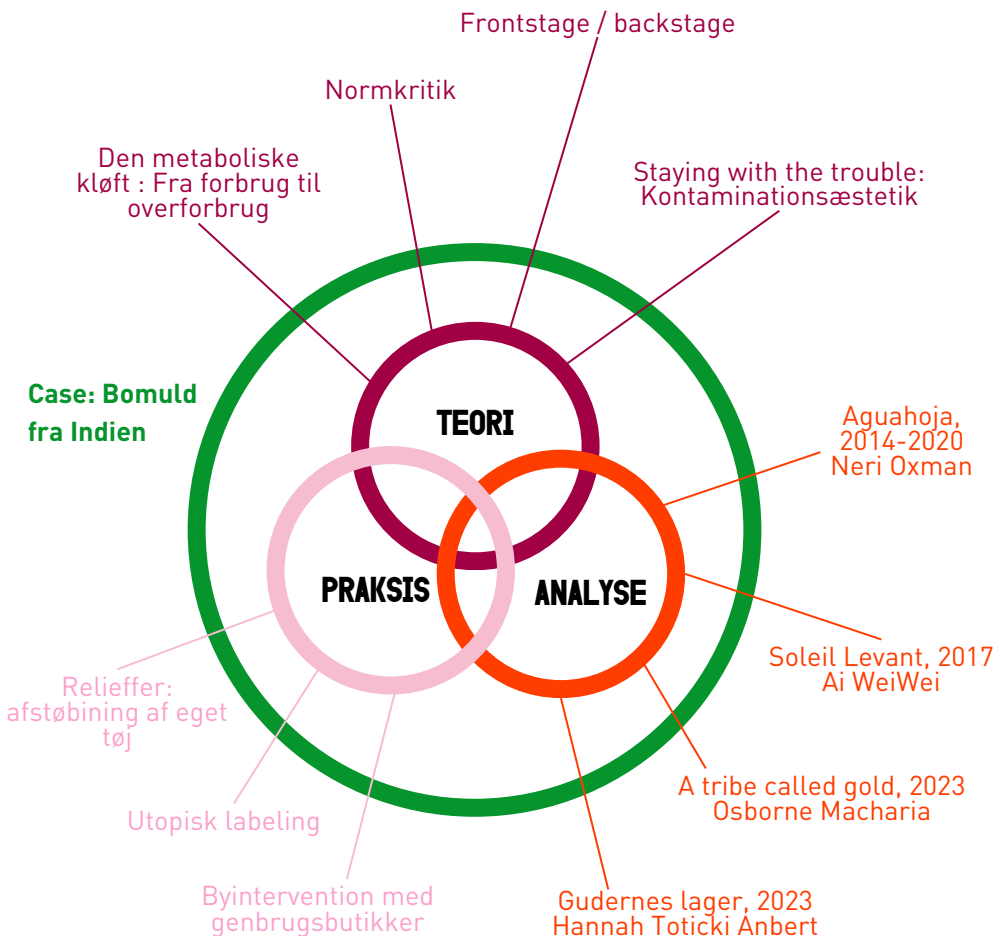 Frontstage / backstage
Normkritik
Den metaboliske
kløft : Fra forbrug til
overforbrug
Staying with the trouble:
Kontaminationsæstetik
Case: Bomuld
fra Indien
TEORI
PRAKSIS
ANALYSE
Aguahoja,
2014-2020
Neri Oxman
Soleil Levant, 2017
Ai WeiWei
A tribe called gold, 2023
Osborne Macharia
Gudernes lager, 2023
Hannah Toticki Anbert
Relieffer:
afstøbining af eget
tøj
Utopisk labeling
Byintervention med
genbrugsbutikker